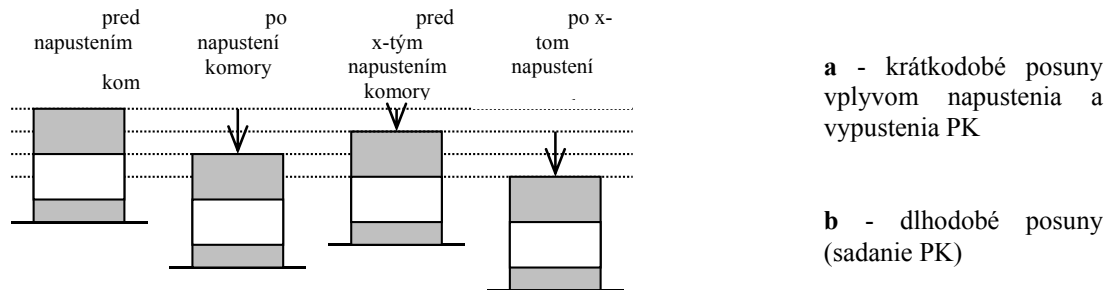 pred
napustením
kom
po
napustení
komory
pred
x-tým
napustením
komory
po x-
tom
napustení
a - krátkodobé posuny
vplyvom napustenia a
vypustenia PK
b - dlhodobé posuny
(sadanie PK)